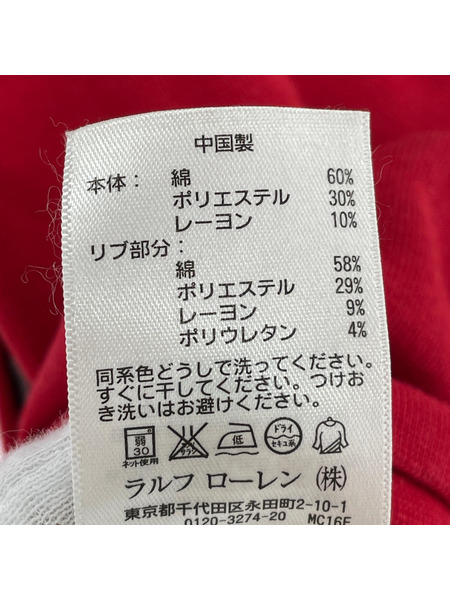 中国製
本体： 綿 60%
ポリエステル 30%
レーヨン 10%
リブ部分：
綿 58%
ポリエステル 29%
レーヨン 9%
ポリウレタン 4%
同系色どうしで洗ってください。
すぐに干してください。つけお
き洗いはお避けください。
弱 30 低 ドライ セキユ系
ネット使用
ラルフ ローレン（株）
東京都千代田区永田町2-10-1
0120-3274-20 MC16F